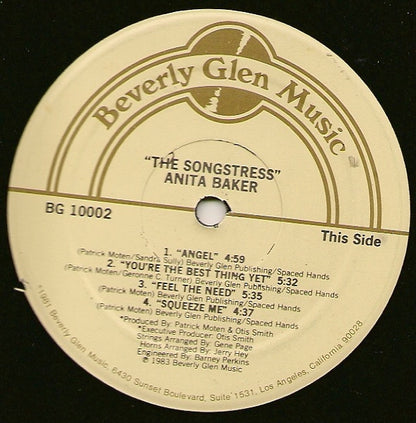 Beverly Glen Music
"THE SONGSTRESS"
ANITA BAKER
BG 10002
This Side
1. "ANGEL" 4:59
(Patrick Moten/Sandra Sully) Beverly Glen Publishing/Spaced Hands
2. "YOU'RE THE BEST THING YET" 5:32
(Patrick Moten/Geronne C. Turner) Beverly Glen Publishing/Spaced Hands
3. "FEEL THE NEED" 5:35
(Patrick Moten) Beverly Glen Publishing/Spaced Hands
4. "SQUEEZE ME" 4:37
(Patrick Moten) Beverly Glen Publishing/Spaced Hands
*Produced By: Patrick Moten & Otis Smith
*Executive Producer: Otis Smith
Strings Arranged By: Gene Page
Horns Arranged By: Jerry Hey
Engineered By: Barney Perkins
℗ 1983 Beverly Glen Music
*1981 Beverly Glen Music, 6430 Sunset Boulevard, Suite 1531, Los Angeles, California 90028